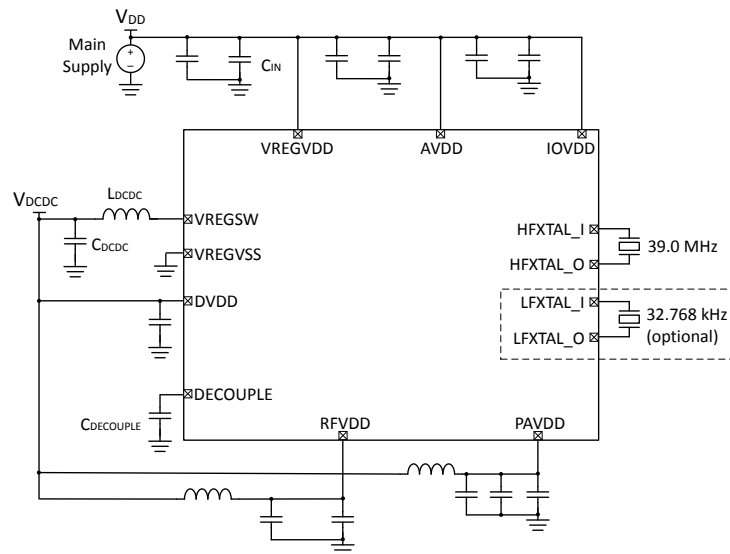 VDD
Main
Supply
+
−
CIN
VREGVDD
AVDD
IOVDD
VDCDC
LDCDC
VREGSW
HFXTAL_I
CDCDC
VREGVSS
39.0 MHz
HFXTAL_O
DVDD
LFXTAL_I
32.768 kHz
(optional)
LFXTAL_O
DECOUPLE
CDECOUPLE
RFVDD
PAVDD